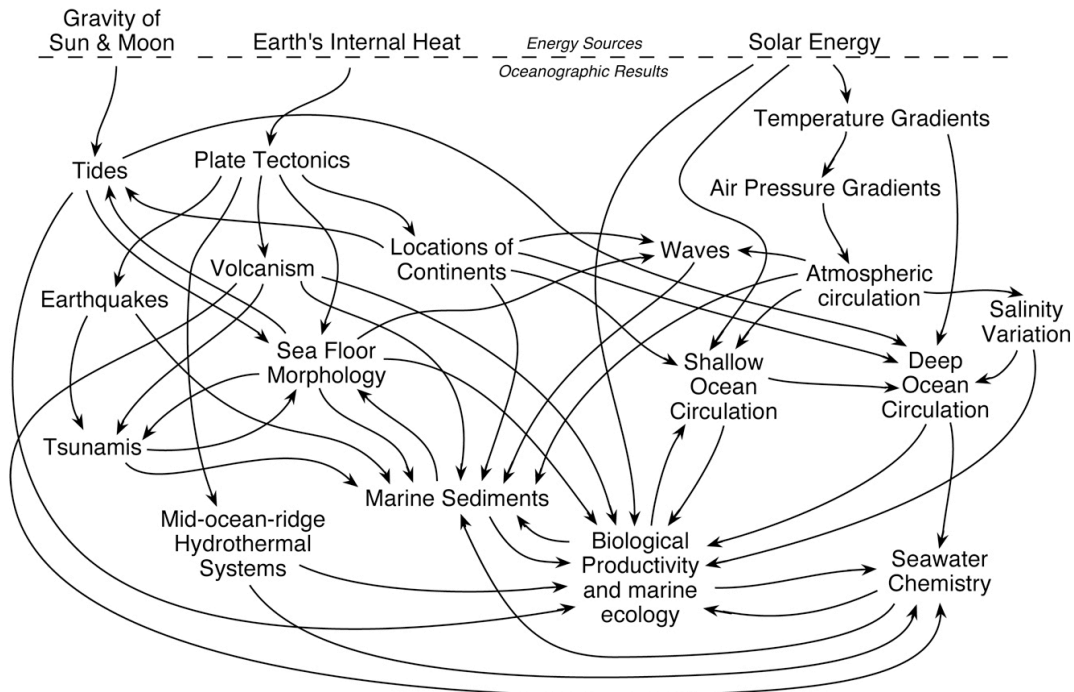 Gravity of
Sun & Moon
Earth's Internal Heat
Energy Sources
Solar Energy
Oceanographic Results
Temperature Gradients
Tides
Plate Tectonics
Air Pressure Gradients
Locations of
Continents
Waves
Volcanism
Atmospheric
circulation
Earthquakes
Salinity
Variation
Sea Floor
Morphology
Shallow
Ocean
Circulation
Deep
Ocean
Circulation
Tsunamis
Marine Sediments
Mid-ocean-ridge
Hydrothermal
Systems
Biological
Productivity
and marine
ecology
Seawater
Chemistry